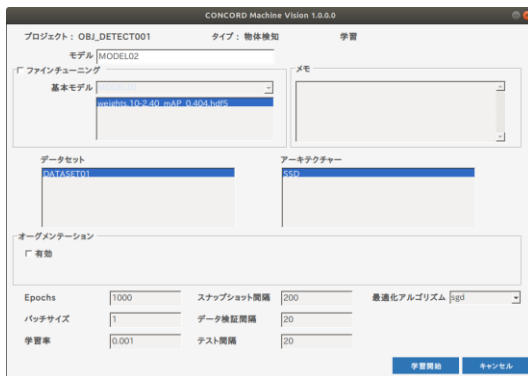 CONCORD Machine Vision 1.0.0.0
プロジェクト： OBJ_DETECT001 タイプ： 物体検知 学習
モデル MODEL02
ファインチューニング
基本モデル
weights.10-2.40_mAP_0.404.hdf5
メモ
データセット
DATASET01
アーキテクチャー
SSD
オーグメンテーション
有効
Epochs 1000 スナップショット間隔 200 最適化アルゴリズム sgd
バッチサイズ 1 データ検証間隔 20
学習率 0.001 テスト間隔 20
学習開始 キャンセル